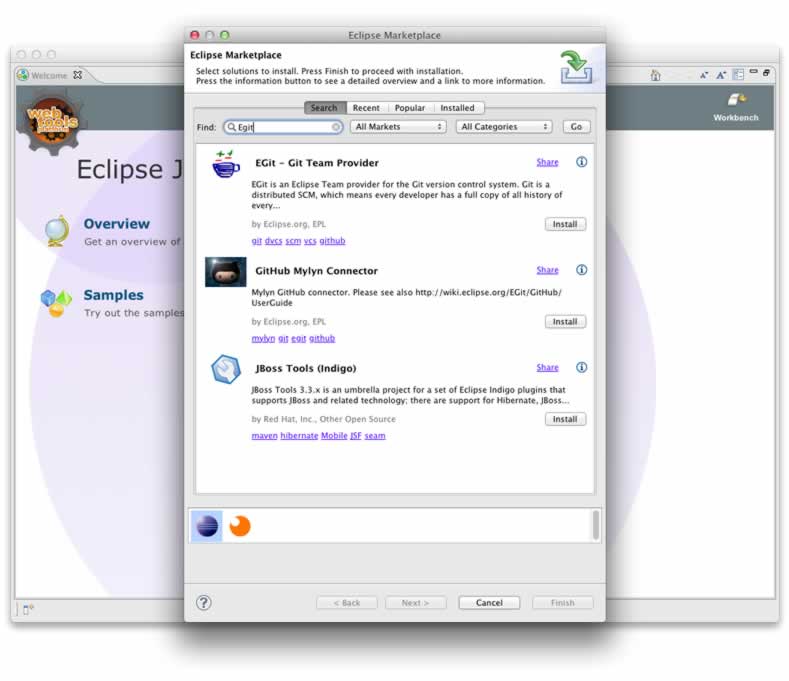 Eclipse Marketplace
Eclipse Marketplace
Select solutions to install. Press Finish to proceed with installation.
Press the information button to see a detailed overview and a link to more information.
Welcome
web tools platform
Workbench
Eclipse J
Overview
Get an overview of
Samples
Try out the samples
Search Recent Popular Installed
Find: Egit All Markets All Categories Go
EGit - Git Team Provider Share
EGit is an Eclipse Team provider for the Git version control system. Git is a
distributed SCM, which means every developer has a full copy of all history of
every...
by Eclipse.org, EPL Install
git dvcs scm vcs github
GitHub Mylyn Connector Share
Mylyn GitHub connector. Please see also http://wiki.eclipse.org/EGit/GitHub/
UserGuide
by Eclipse.org, EPL Install
mylyn git egit github
JBoss Tools (Indigo) Share
JBoss Tools 3.3.x is an umbrella project for a set of Eclipse Indigo plugins that
supports JBoss and related technology; there are support for Hibernate, JBoss...
by Red Hat, Inc., Other Open Source Install
maven hibernate Mobile JSF seam
? < Back Next > Cancel Finish